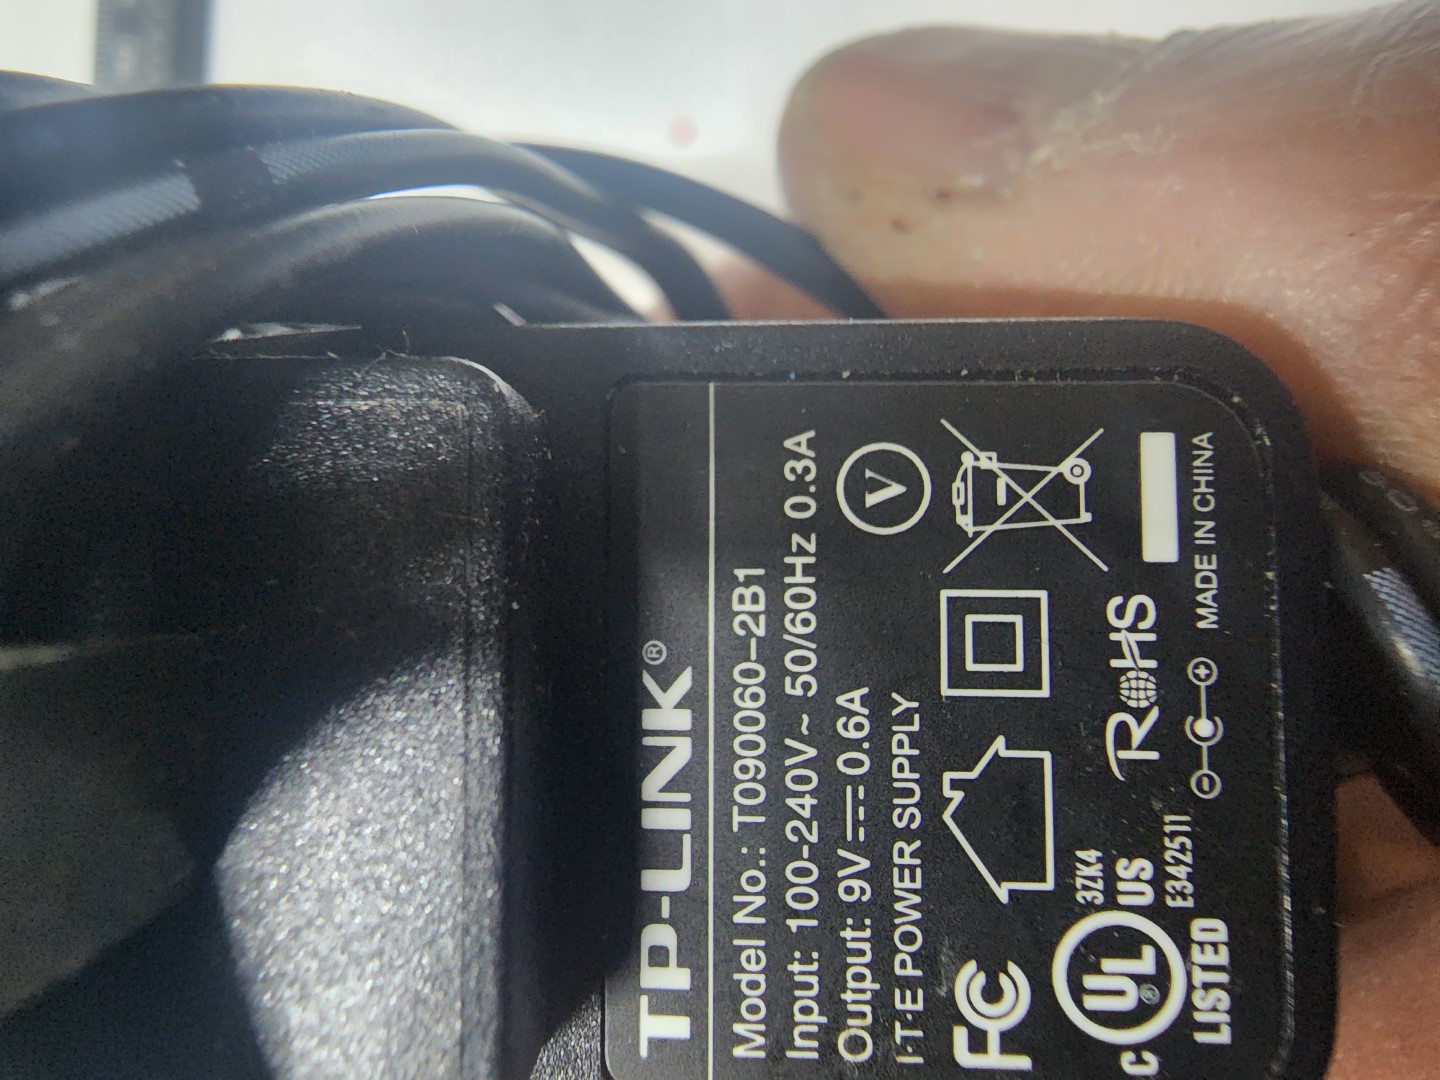 TP-LINK®
Model No.: T090060-2B1
Input: 100-240V~ 50/60Hz 0.3A
Output: 9V⎓0.6A
I·T·E POWER SUPPLY
V
FC
C UL ® US
3ZK4
E342511
LISTED
RoHS
MADE IN CHINA